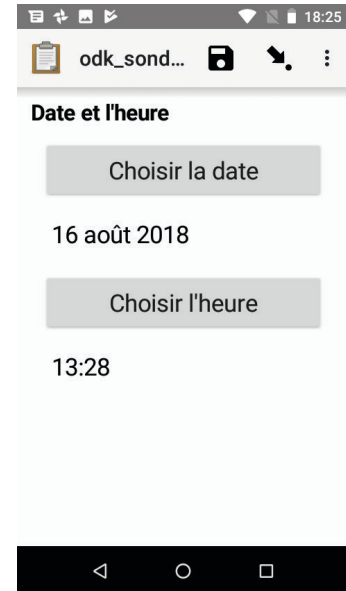 18:25
odk_sond...
Date et l'heure
Choisir la date
16 août 2018
Choisir l'heure
13:28